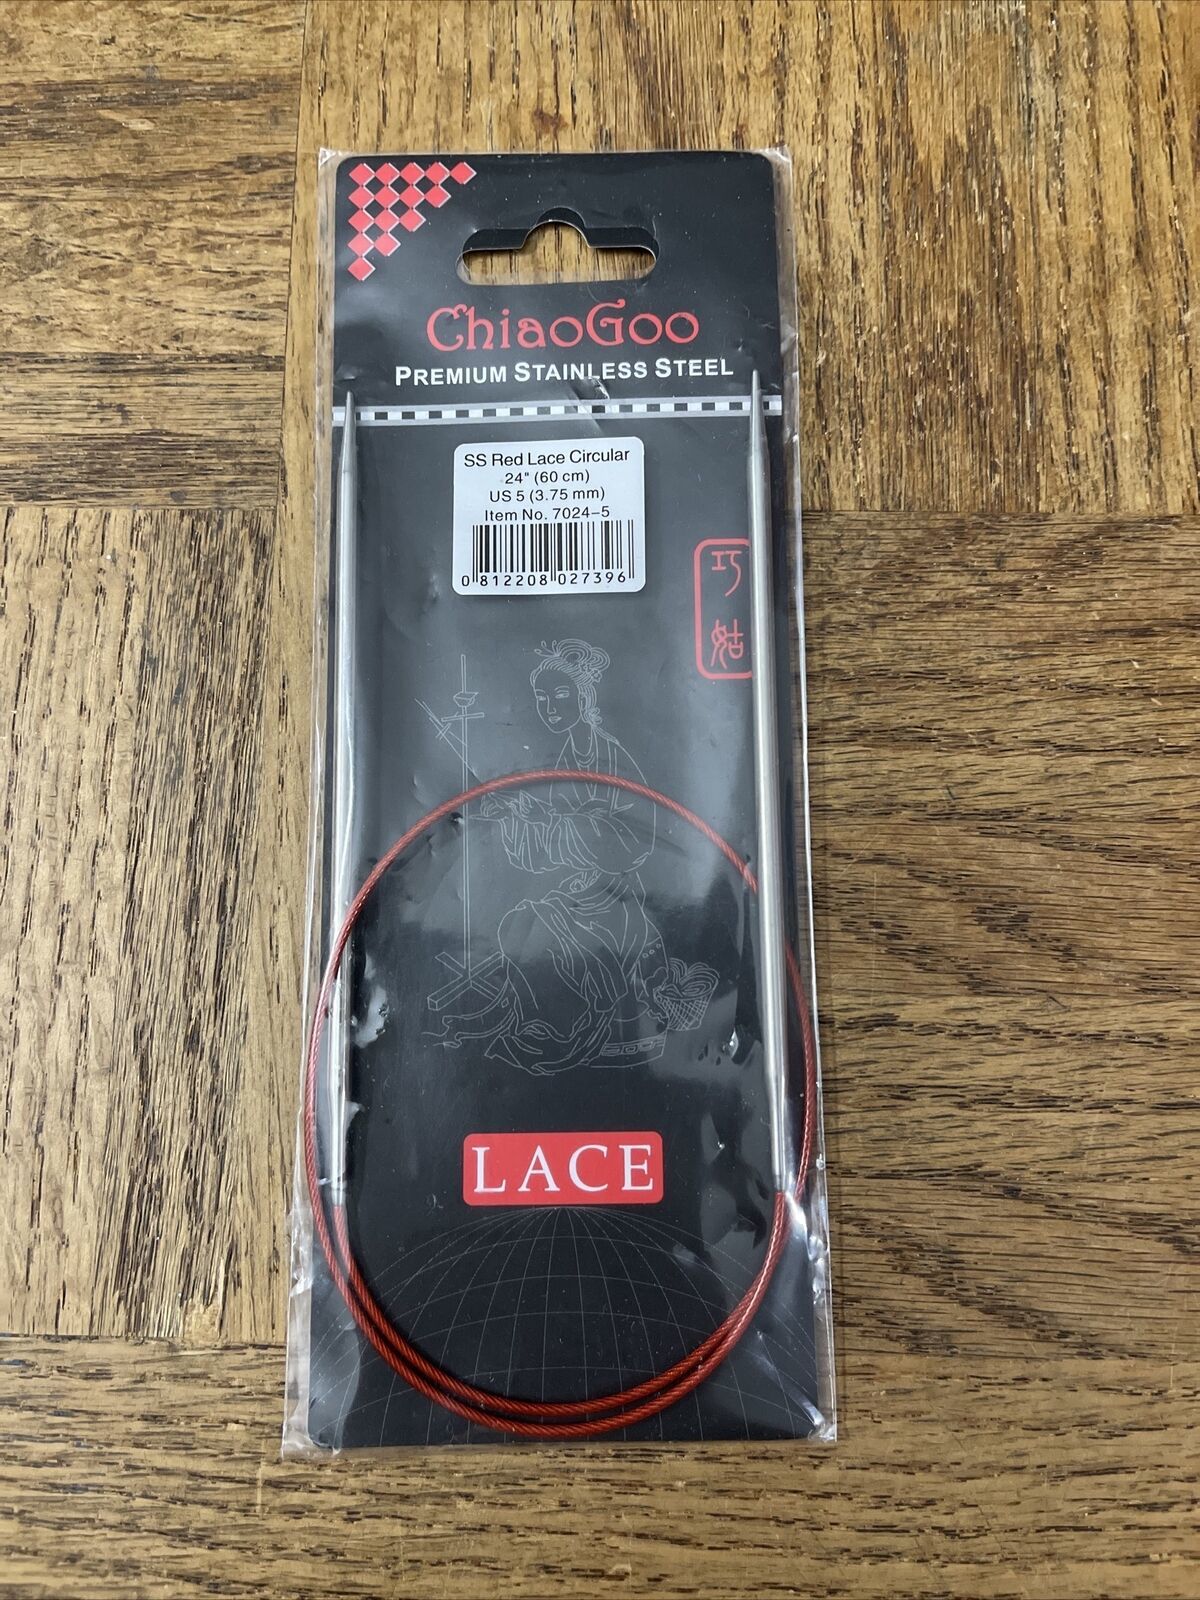 ChiaoGoo
PREMIUM STAINLESS STEEL
SS Red Lace Circular
24" (60 cm)
US 5 (3.75 mm)
Item No. 7024-5
0 812208 027396
巧
姑
LACE